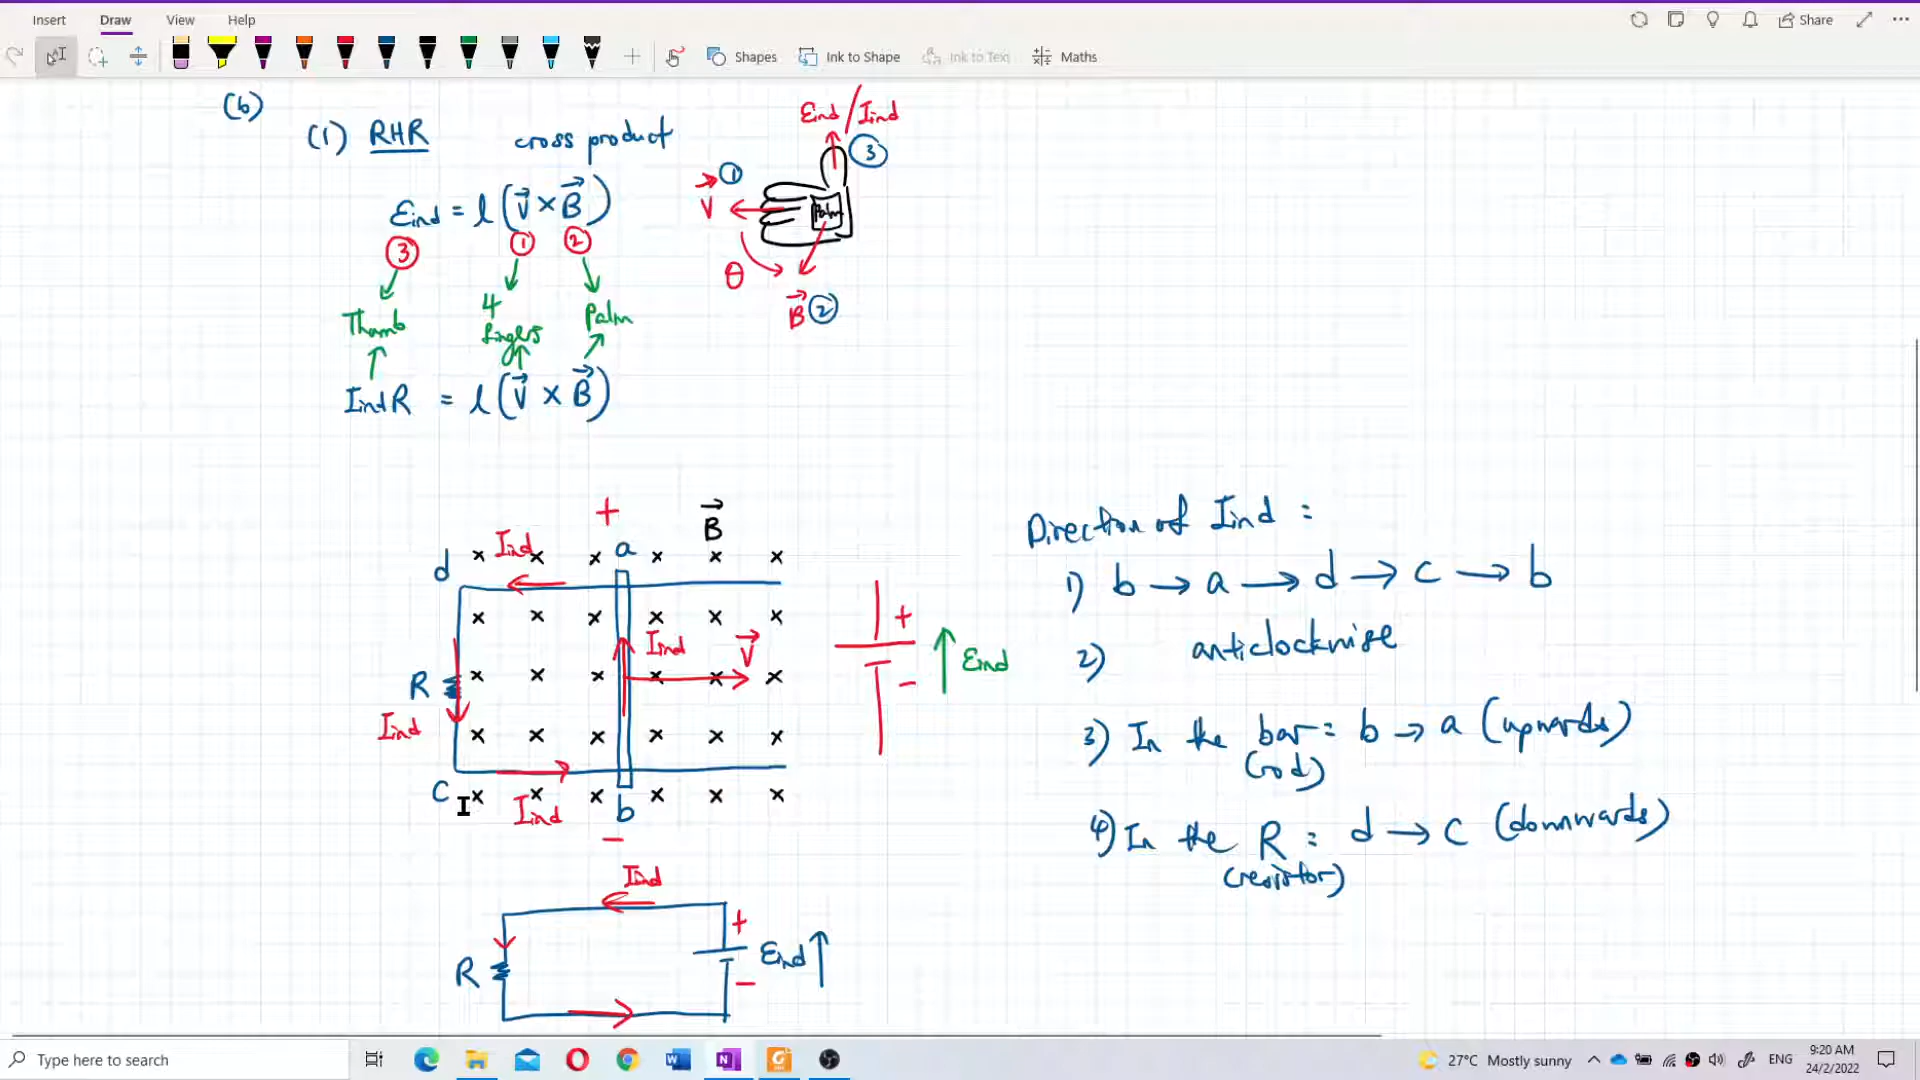 Insert Draw View Help Share
Shapes Ink to Shape Ink to Text Maths
(b)
(1) RHR cross product
Eind = l (V × B)
③ ① ②
Thumb 4 fingers Palm
Iind R = l (V × B)
Eind / Iind
③
① V
Palm
θ
B ②
+ B
d Iind a
R Iind V
Iind
c Iind b
-
+
-
Eind
Iind
R + Eind
-
Direction of Iind :
1) b → a → d → c → b
2) anticlockwise
3) In the bar : b → a (upwards)
(rod)
4) In the R : d → c (downwards)
(resistor)
Type here to search
27°C Mostly sunny ENG 9:20 AM
24/2/2022